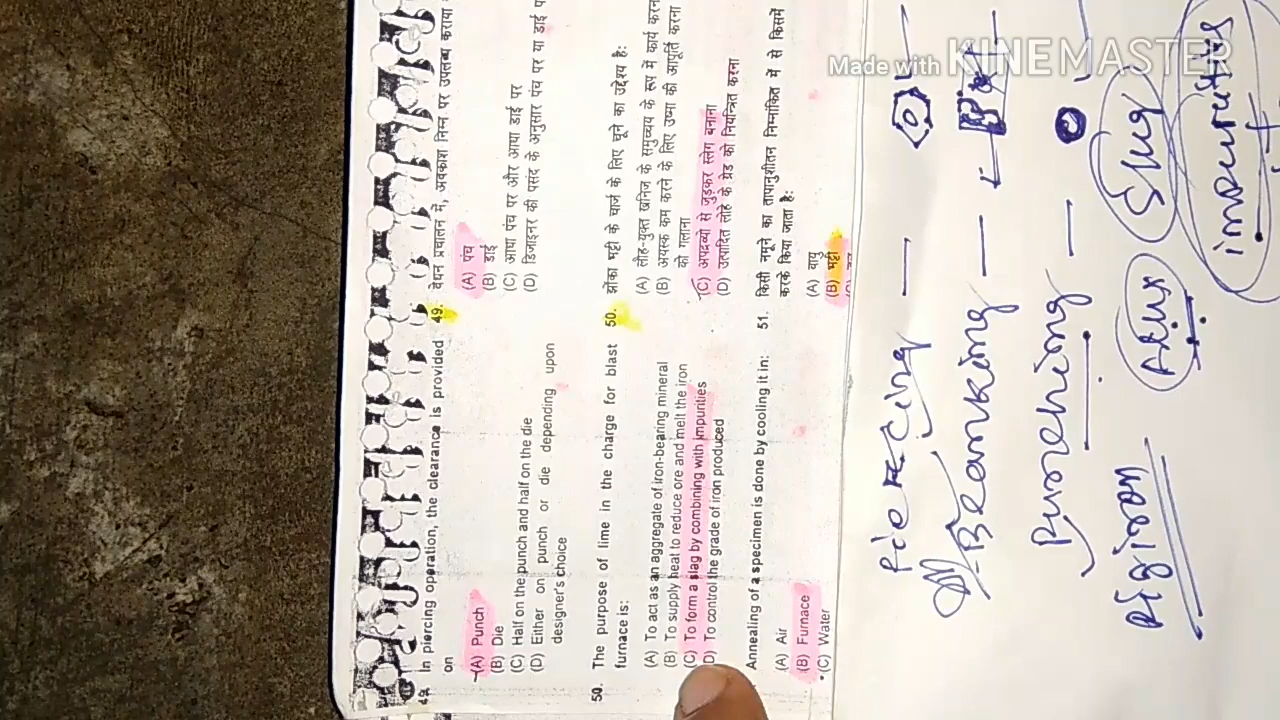 49. In piercing operation, the clearance is provided
on
(A) Punch
(B) Die
(C) Half on the punch and half on the die
(D) Either on punch or die depending upon
designer's choice
50. The purpose of lime in the charge for blast
furnace is:
(A) To act as an aggregate of iron-bearing mineral
(B) To supply heat to reduce ore and melt the iron
(C) To form a slag by combining with impurities
(D) To control the grade of iron produced
Annealing of a specimen is done by cooling it in:
(A) Air
(B) Furnace
(C) Water
49. वेधन प्रचालन में, अवकाश निम्न पर उपलब्ध कराया
(A) पंच
(B) डाई
(C) आधा पंच पर और आधा डाई पर
(D) डिजाइनर की पसंद के अनुसार पंच पर या डाई
50. झोंका भट्टी के चार्ज के लिए चूने का उद्देश्य है:
(A) लौह-युक्त खनिज के समुच्चय के रूप में कार्य करन
(B) अयस्क कम करने के लिए उष्मा की आपूर्ति करना
को गलाना
(C) अपद्रव्यों से जुड़कर स्लेग बनाना
(D) उत्पादित लोहे के ग्रेड को नियन्त्रित करना
51. किसी नमूने का तापानुशीतन निम्नांकित में से किसमें
करके किया जाता है:
(A) वायु
(B) भट्टी
Made with KINEMASTER
Piercing
Punching
Slug
impurities